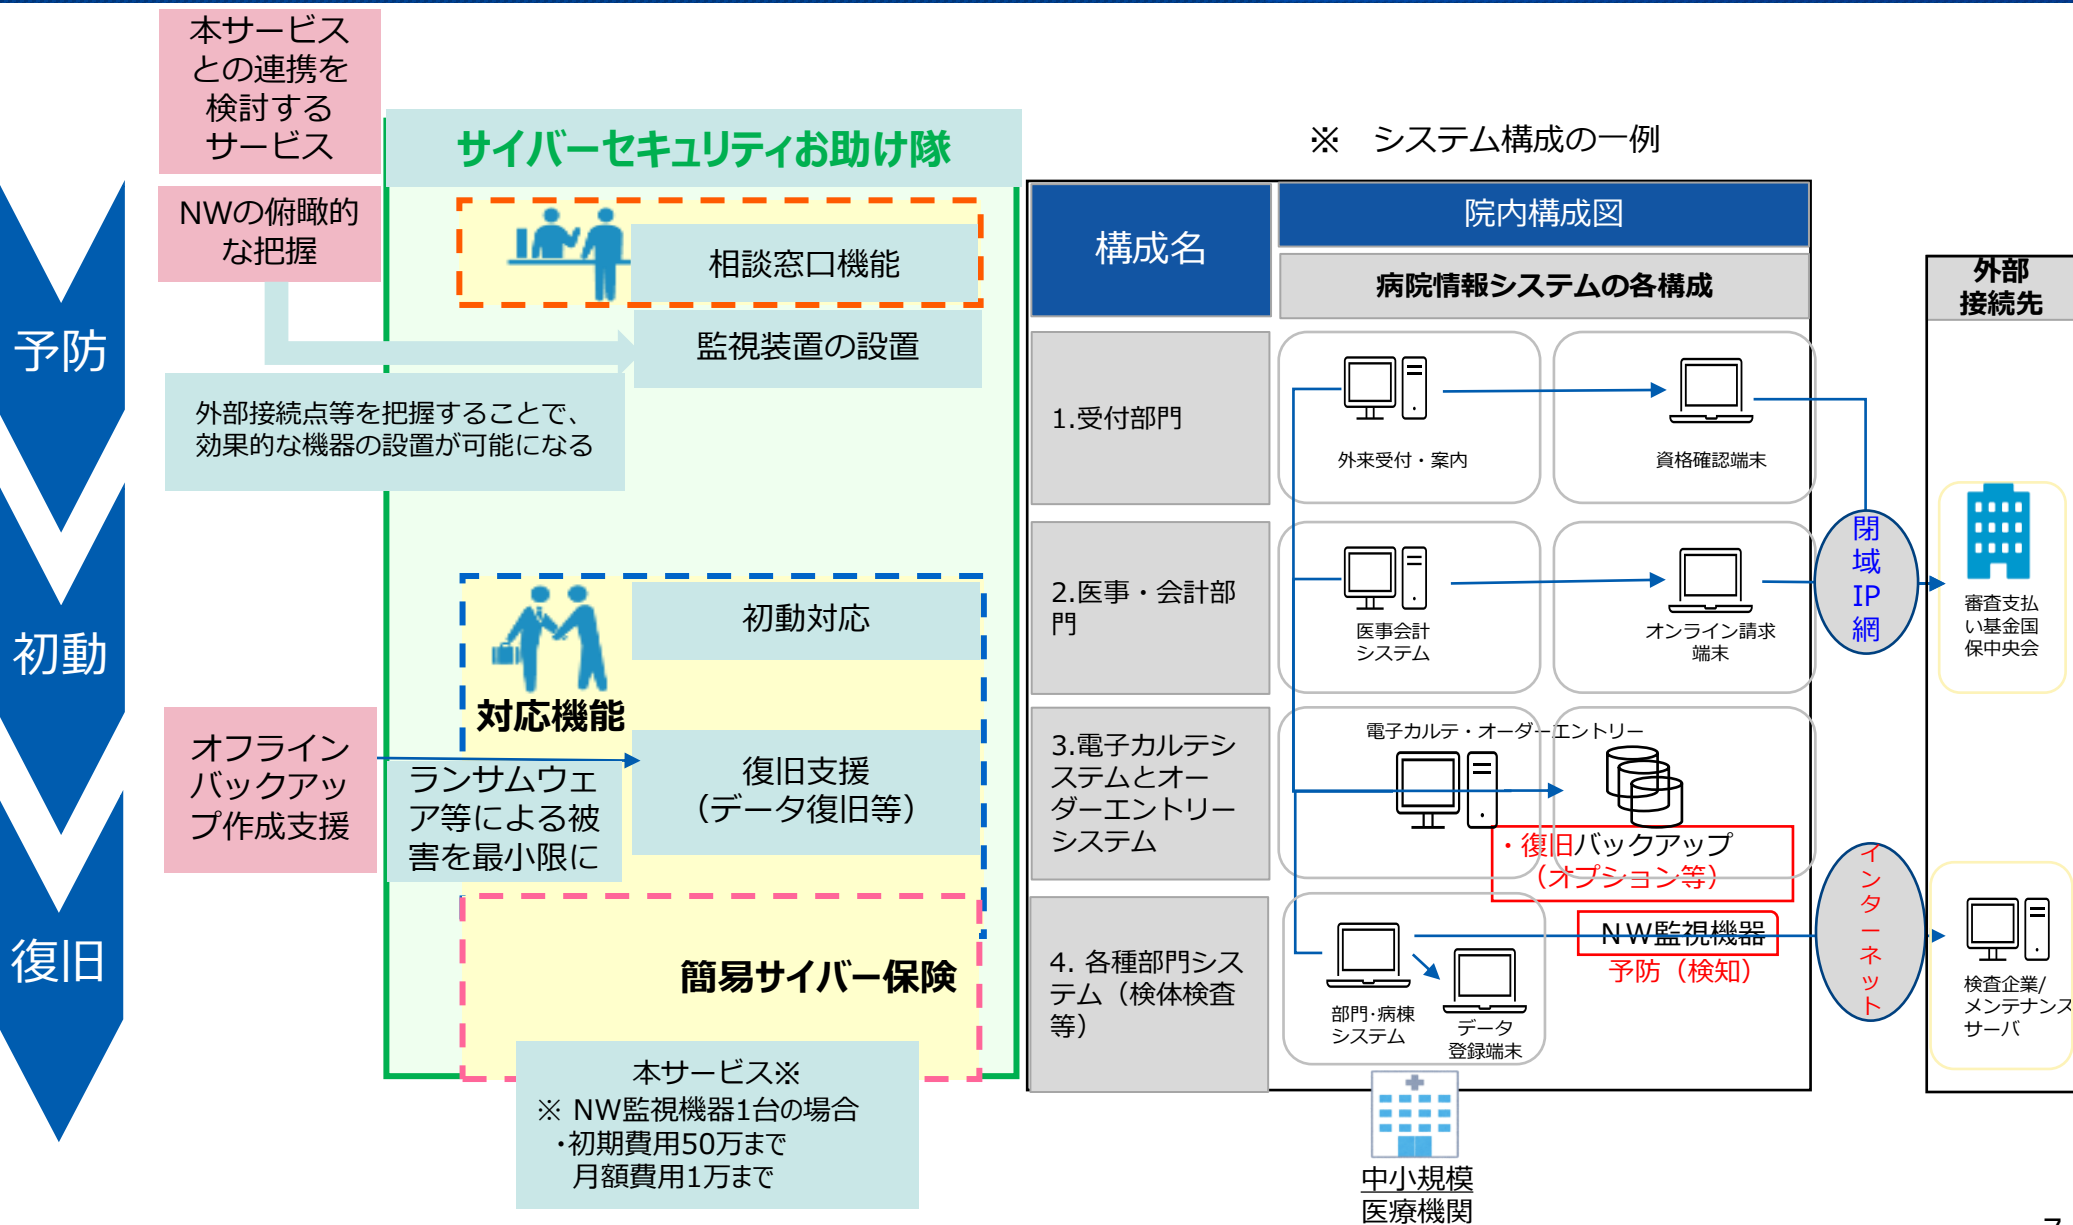 本サービス
との連携を
検討する
サービス
サイバーセキュリティお助け隊
※　システム構成の一例
NWの俯瞰的
な把握
相談窓口機能
監視装置の設置
外部接続点等を把握することで、
効果的な機器の設置が可能になる
予防
初動
復旧
初動対応
対応機能
オフライン
バックアッ
プ作成支援
ランサムウェ
ア等による被
害を最小限に
復旧支援
（データ復旧等）
簡易サイバー保険
本サービス※
※ NW監視機器1台の場合
・初期費用50万まで
月額費用1万まで
構成名
院内構成図
病院情報システムの各構成
外部
接続先
1.受付部門
外来受付・案内
資格確認端末
2.医事・会計部
門
医事会計
システム
オンライン請求
端末
閉
域
IP
網
審査支払
い基金国
保中央会
3.電子カルテシ
ステムとオー
ダーエントリー
システム
電子カルテ・オーダーエントリー
・復旧バックアップ
（オプション等）
4. 各種部門シス
テム（検体検査
等）
NW監視機器
予防（検知）
部門・病棟
システム
データ
登録端末
イ
ン
タ
ー
ネ
ッ
ト
検査企業/
メンテナンス
サーバ
中小規模
医療機関
7